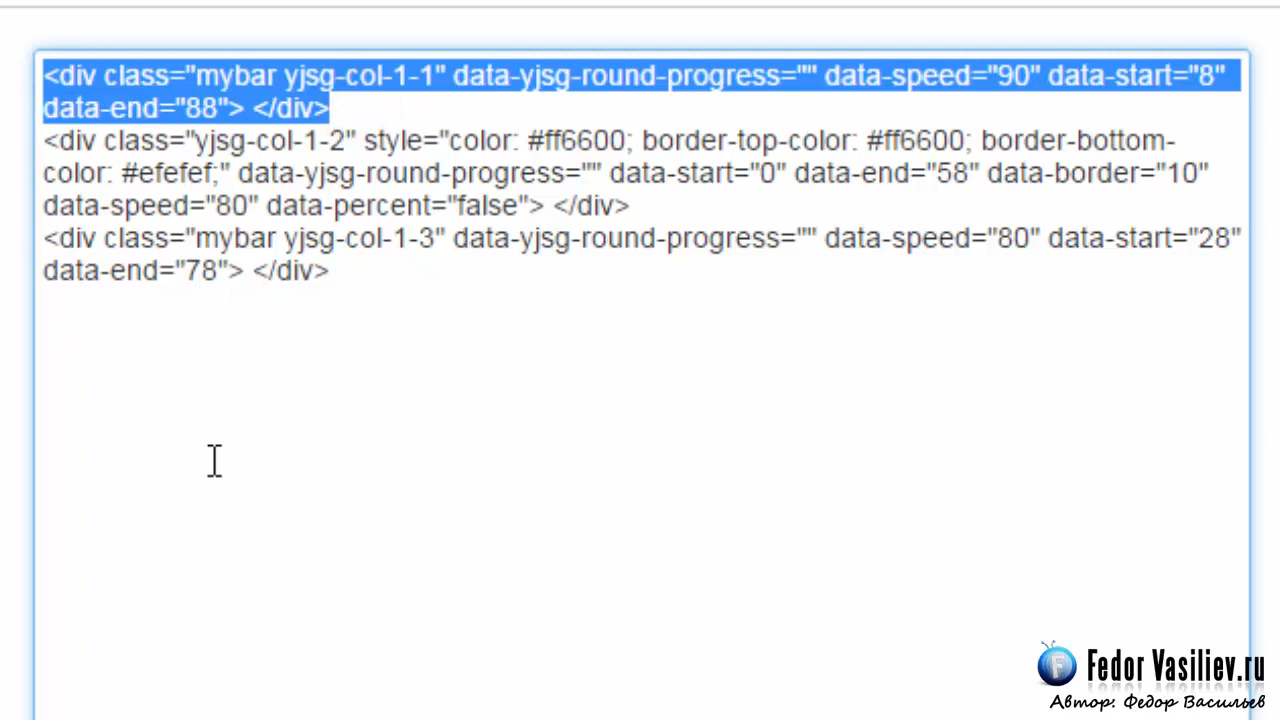 <div class="mybar yjsg-col-1-1" data-yjsg-round-progress="" data-speed="90" data-start="8"
data-end="88"> </div>
<div class="yjsg-col-1-2" style="color: #ff6600; border-top-color: #ff6600; border-bottom-
color: #efefef;" data-yjsg-round-progress="" data-start="0" data-end="58" data-border="10"
data-speed="80" data-percent="false"> </div>
<div class="mybar yjsg-col-1-3" data-yjsg-round-progress="" data-speed="80" data-start="28"
data-end="78"> </div>
F Fedor Vasiliev.ru
Автор: Федор Васильев